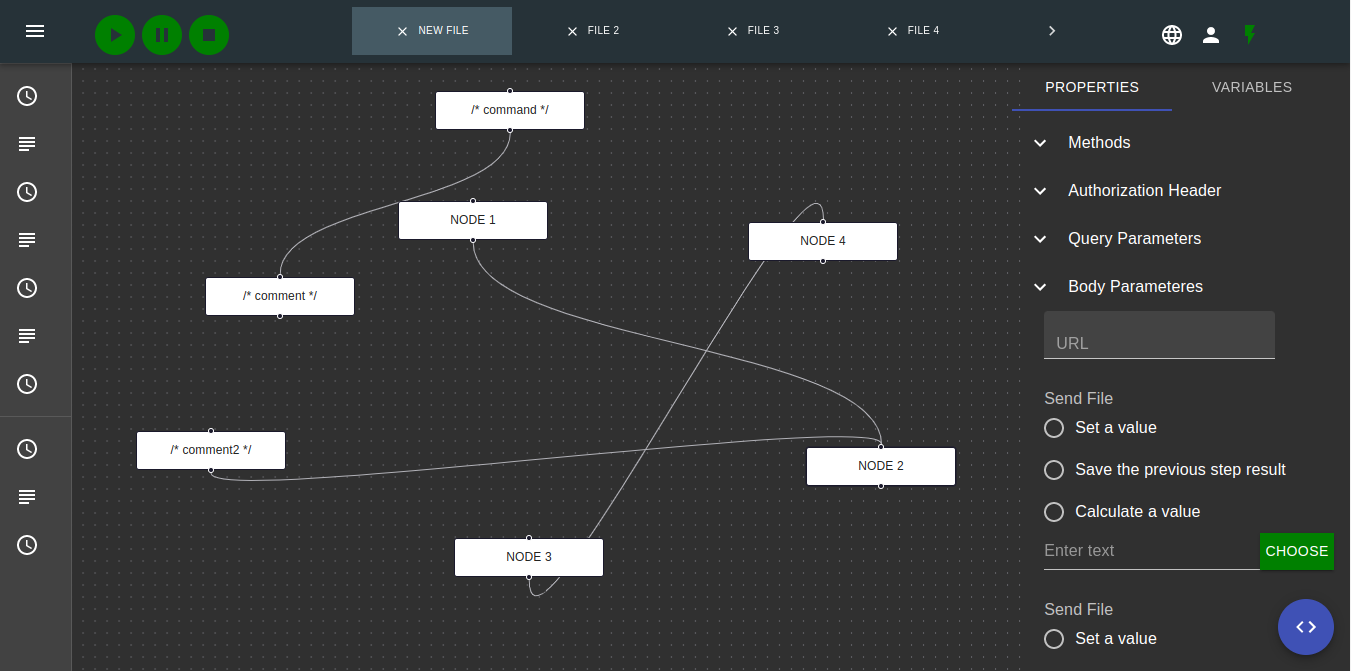 NEW FILE
FILE 2
FILE 3
FILE 4
PROPERTIES
VARIABLES
/* command */
NODE 1
NODE 4
/* comment */
/* comment2 */
NODE 2
NODE 3
Methods
Authorization Header
Query Parameters
Body Parameteres
URL
Send File
Set a value
Save the previous step result
Calculate a value
Enter text
CHOOSE
Send File
Set a value